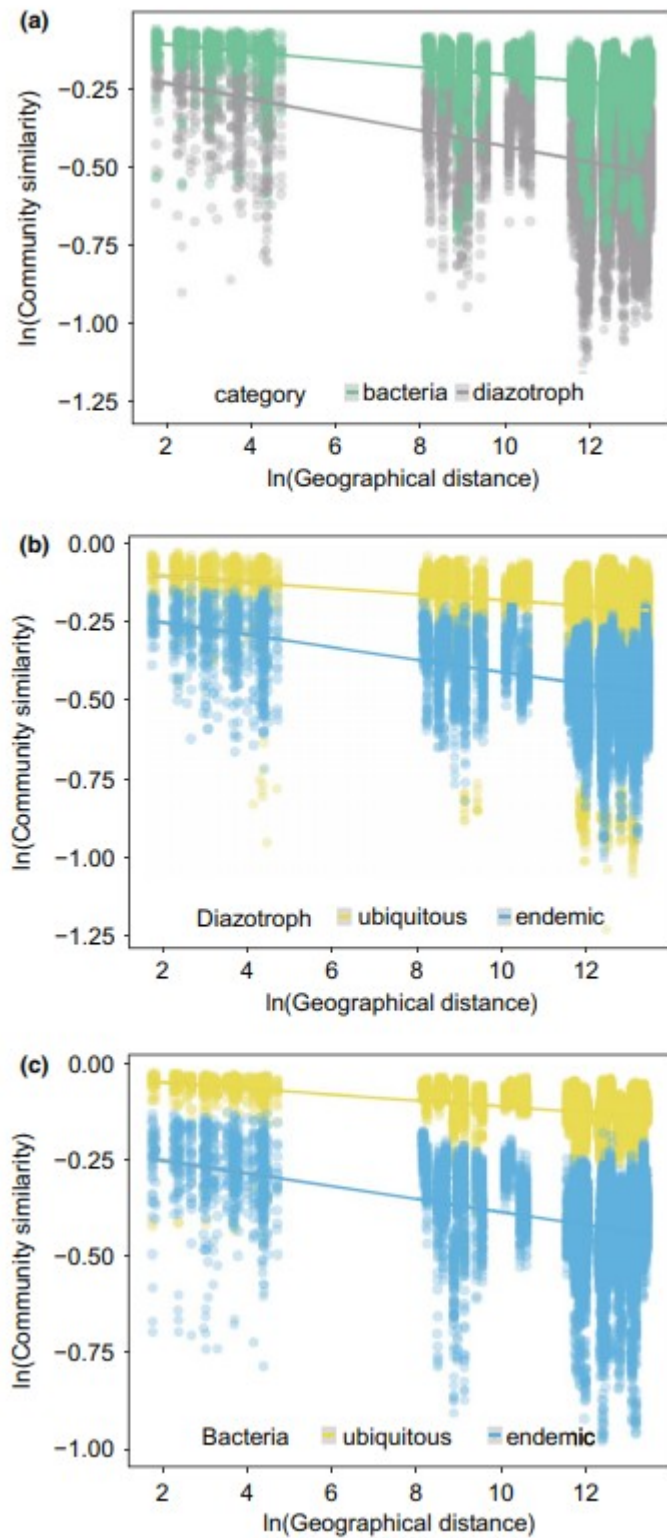 (a)
−0.25
−0.50
−0.75
−1.00
−1.25
ln(Community similarity)
category bacteria diazotroph
2 4 8 10 12
ln(Geographical distance)
(b)
0.00
−0.25
−0.50
−0.75
−1.00
−1.25
ln(Community similarity)
Diazotroph ubiquitous endemic
2 4 6 8 10 12
ln(Geographical distance)
(c)
0.00
−0.25
−0.50
−0.75
−1.00
ln(Community similarity)
Bacteria ubiquitous endemic
2 4 6 8 10 12
ln(Geographical distance)